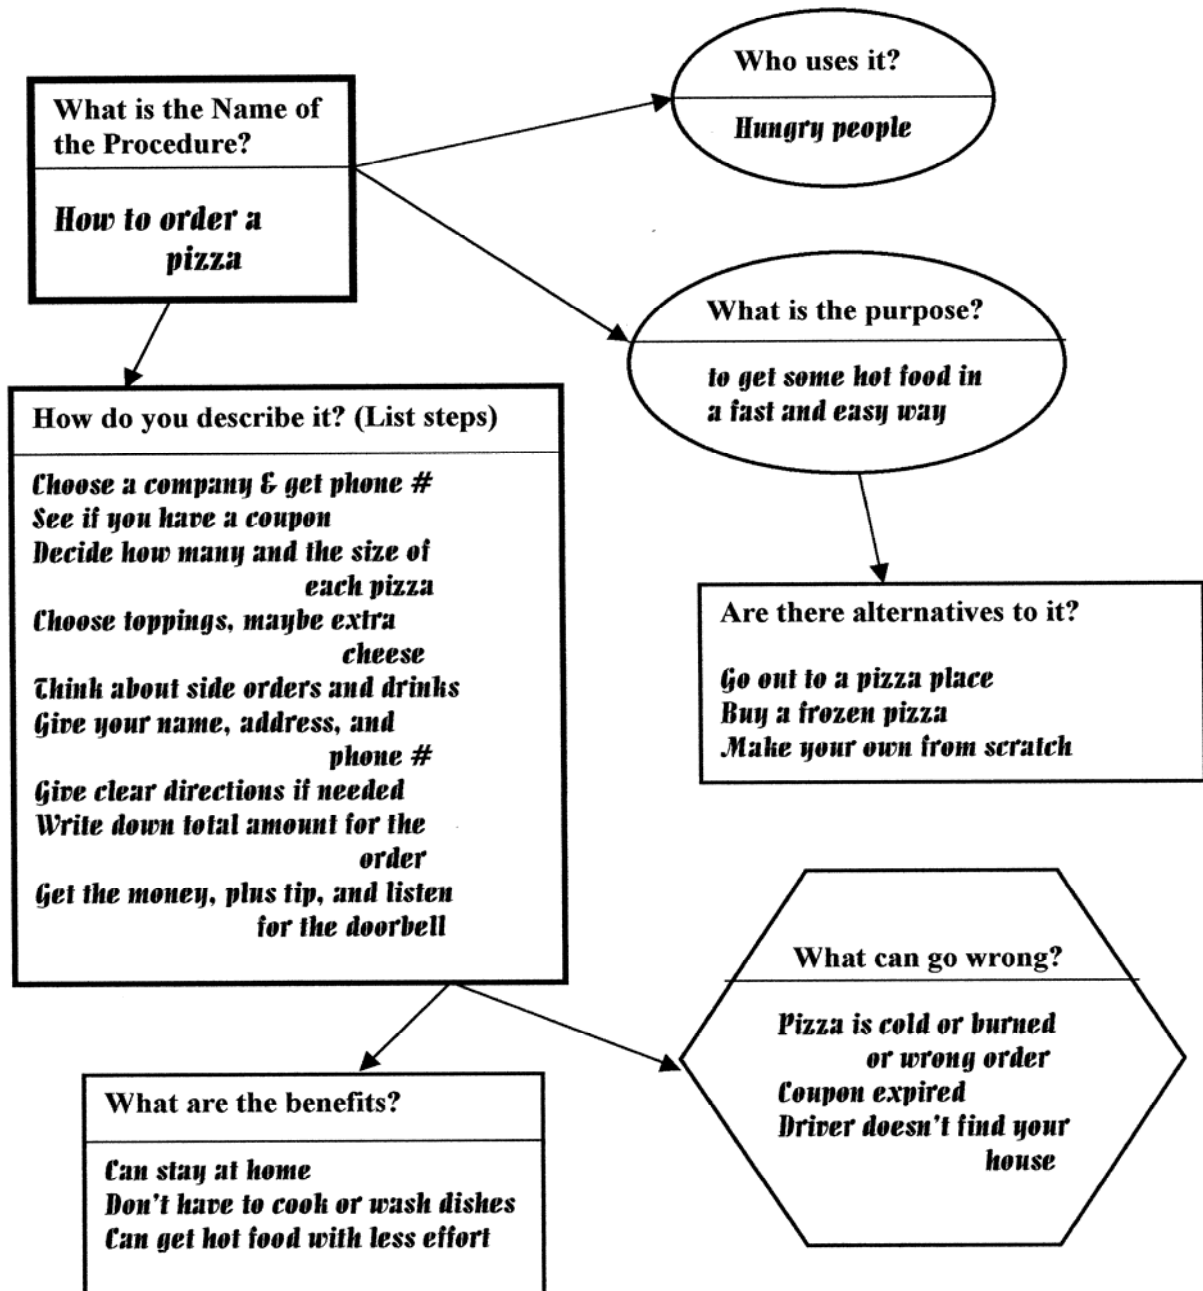 Who uses it?
Hungry people
What is the Name of
the Procedure?
How to order a
pizza
What is the purpose?
to get some hot food in
a fast and easy way
How do you describe it? (List steps)
Choose a company & get phone #
See if you have a coupon
Decide how many and the size of
each pizza
Choose toppings, maybe extra
cheese
Think about side orders and drinks
Give your name, address, and
phone #
Give clear directions if needed
Write down total amount for the
order
Get the money, plus tip, and listen
for the doorbell
Are there alternatives to it?
Go out to a pizza place
Buy a frozen pizza
Make your own from scratch
What can go wrong?
Pizza is cold or burned
or wrong order
Coupon expired
Driver doesn't find your
house
What are the benefits?
Can stay at home
Don't have to cook or wash dishes
Can get hot food with less effort